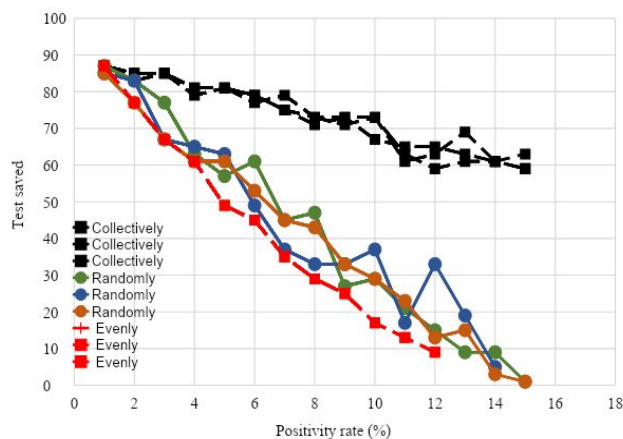 100
90
80
70
60
50
40
30
20
10
0
Test saved
Collectively
Collectively
Collectively
Randomly
Randomly
Randomly
Evenly
Evenly
Evenly
0 2 4 6 8 10 12 14 16 18
Positivity rate (%)